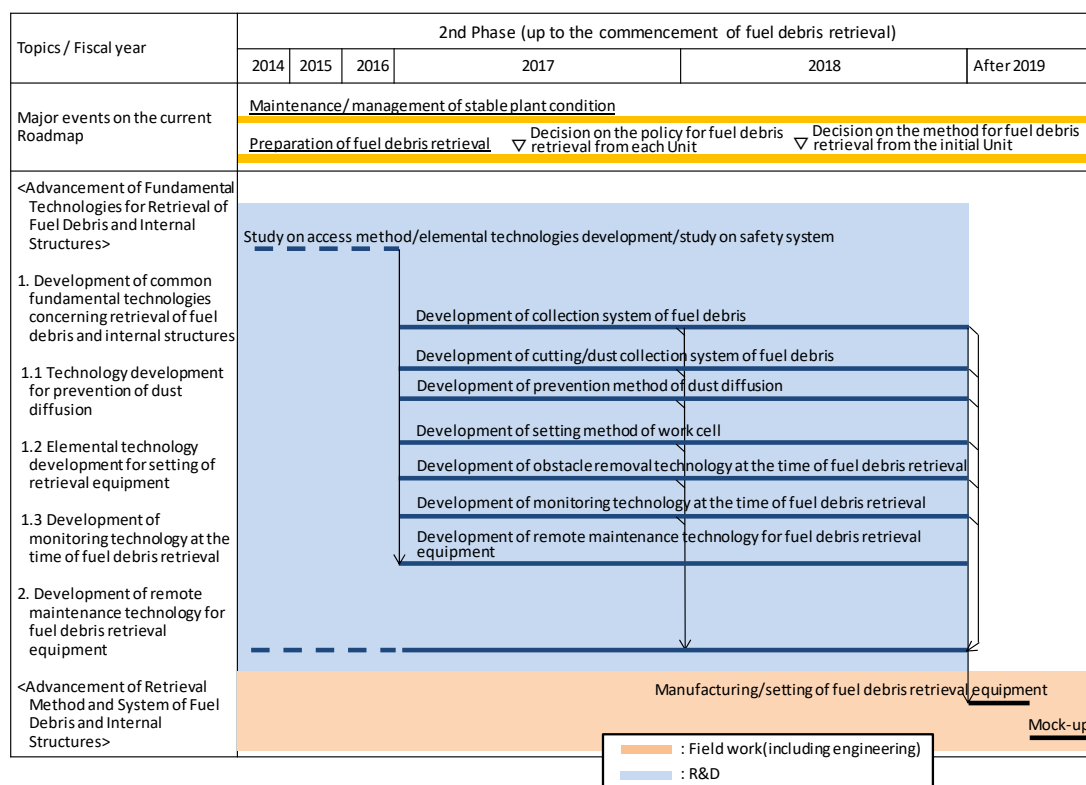 Topics / Fiscal year
2nd Phase (up to the commencement of fuel debris retrieval)
2014
2015
2016
2017
2018
After 2019
Major events on the current
Roadmap
Maintenance/ management of stable plant condition
Preparation of fuel debris retrieval
▽ Decision on the policy for fuel debris
retrieval from each Unit
▽ Decision on the method for fuel debris
retrieval from the initial Unit
<Advancement of Fundamental
Technologies for Retrieval of
Fuel Debris and Internal
Structures>
1. Development of common
fundamental technologies
concerning retrieval of fuel
debris and internal structures
1.1 Technology development
for prevention of dust
diffusion
1.2 Elemental technology
development for setting of
retrieval equipment
1.3 Development of
monitoring technology at the
time of fuel debris retrieval
2. Development of remote
maintenance technology for
fuel debris retrieval
equipment
<Advancement of Retrieval
Method and System of Fuel
Debris and Internal
Structures>
Study on access method/elemental technologies development/study on safety system
Development of collection system of fuel debris
Development of cutting/dust collection system of fuel debris
Development of prevention method of dust diffusion
Development of setting method of work cell
Development of obstacle removal technology at the time of fuel debris retrieval
Development of monitoring technology at the time of fuel debris retrieval
Development of remote maintenance technology for fuel debris retrieval
equipment
Manufacturing/setting of fuel debris retrieval equipment
Mock-up
: Field work(including engineering)
: R&D